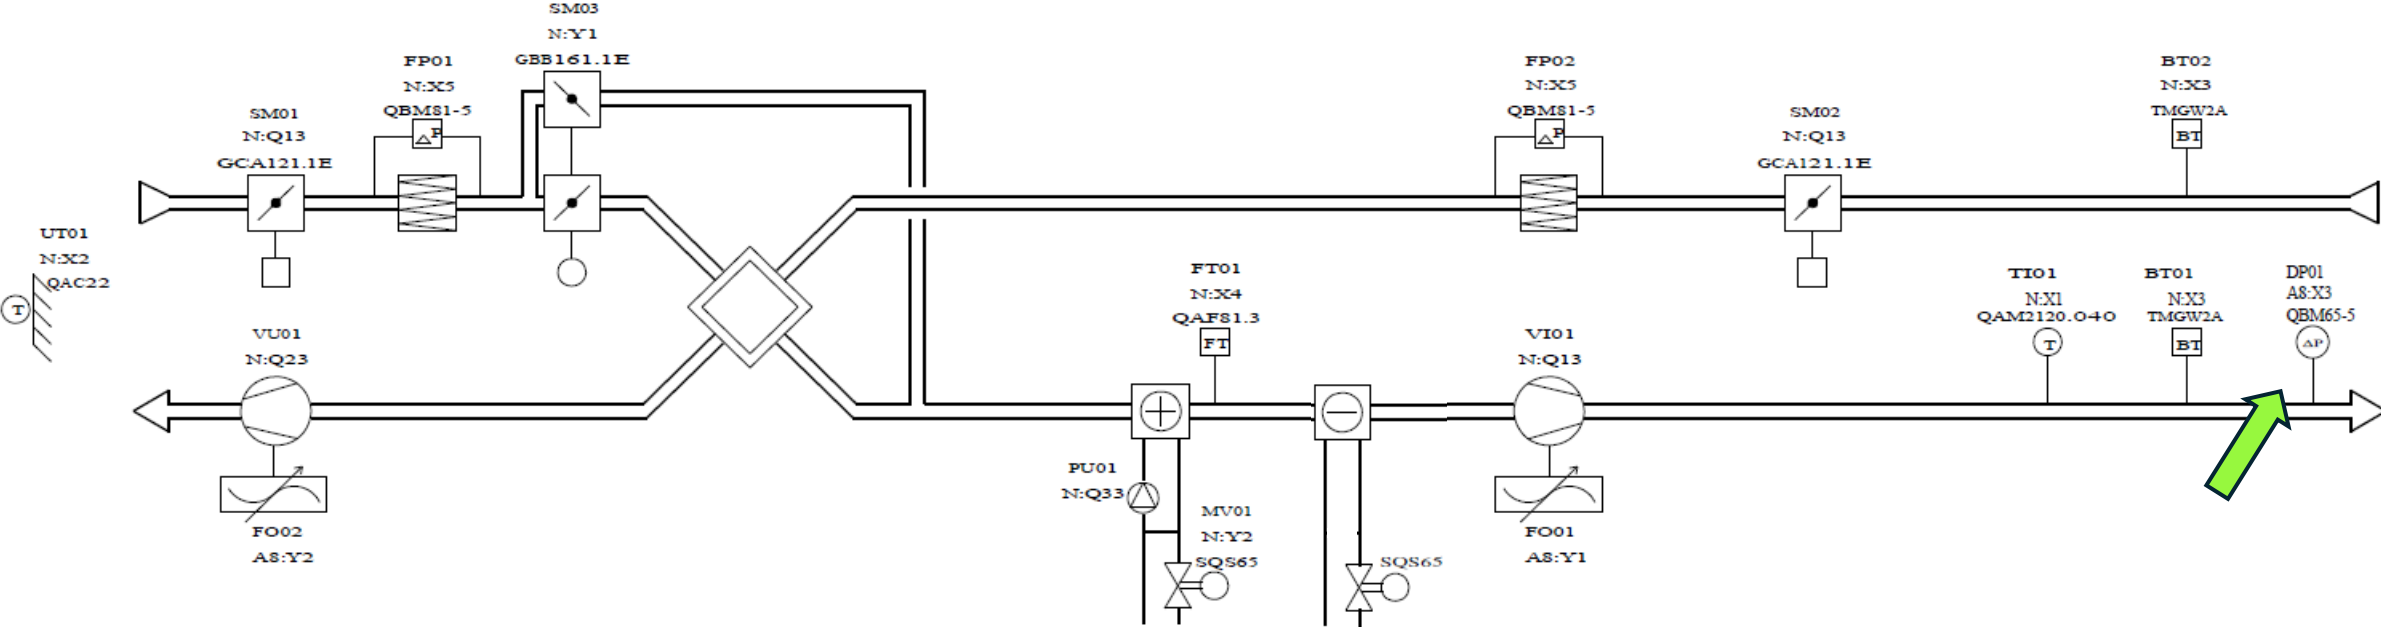 SM03
N:Y1
GBB161.1E
FP01
N:X5
QBM81-5
P
SM01
N:Q13
GCA121.1E
FP02
N:X5
QBM81-5
P
SM02
N:Q13
GCA121.1E
BT02
N:X3
TMGW2A
BT
UT01
N:X2
QAC22
T
VU01
N:Q23
FT01
N:X4
QAF81.3
FT
VI01
N:Q13
TI01
N:X1
QAM2120.040
T
BT01
N:X3
TMGW2A
BT
DP01
A8:X3
QBM65-5
ΔP
PU01
N:Q33
MV01
N:Y2
SQS65
SQS65
FO02
A8:Y2
FO01
A8:Y1